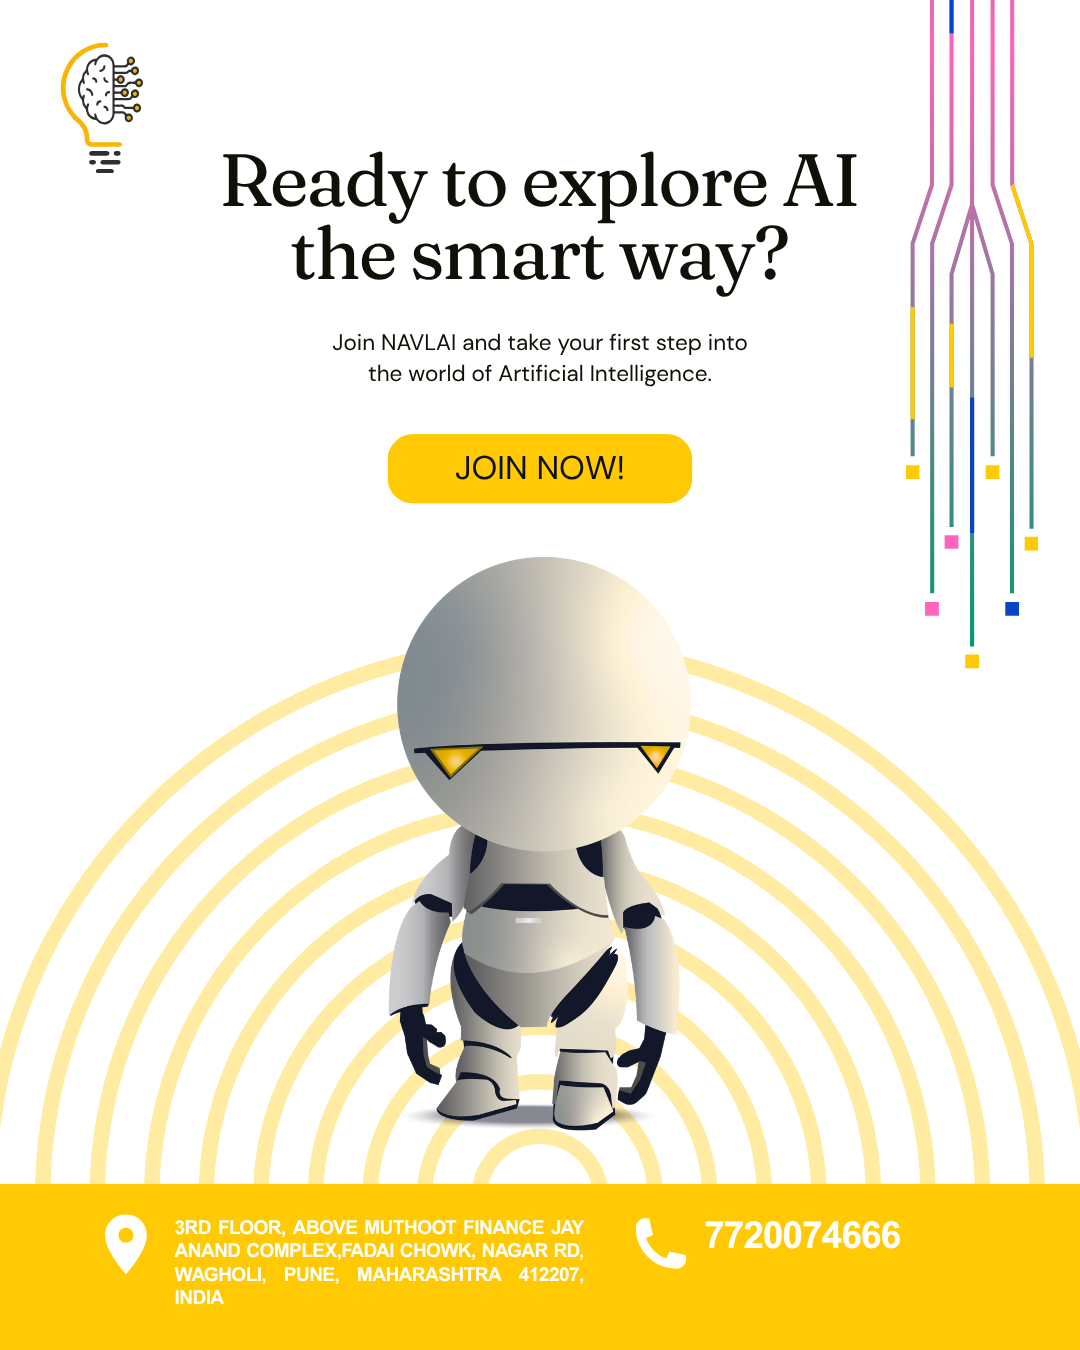 Ready to explore AI
the smart way?
Join NAVLAI and take your first step into
the world of Artificial Intelligence.
JOIN NOW!
3RD FLOOR, ABOVE MUTHOOT FINANCE JAY
ANAND COMPLEX,FADAI CHOWK, NAGAR RD,
WAGHOLI, PUNE, MAHARASHTRA 412207,
INDIA
7720074666